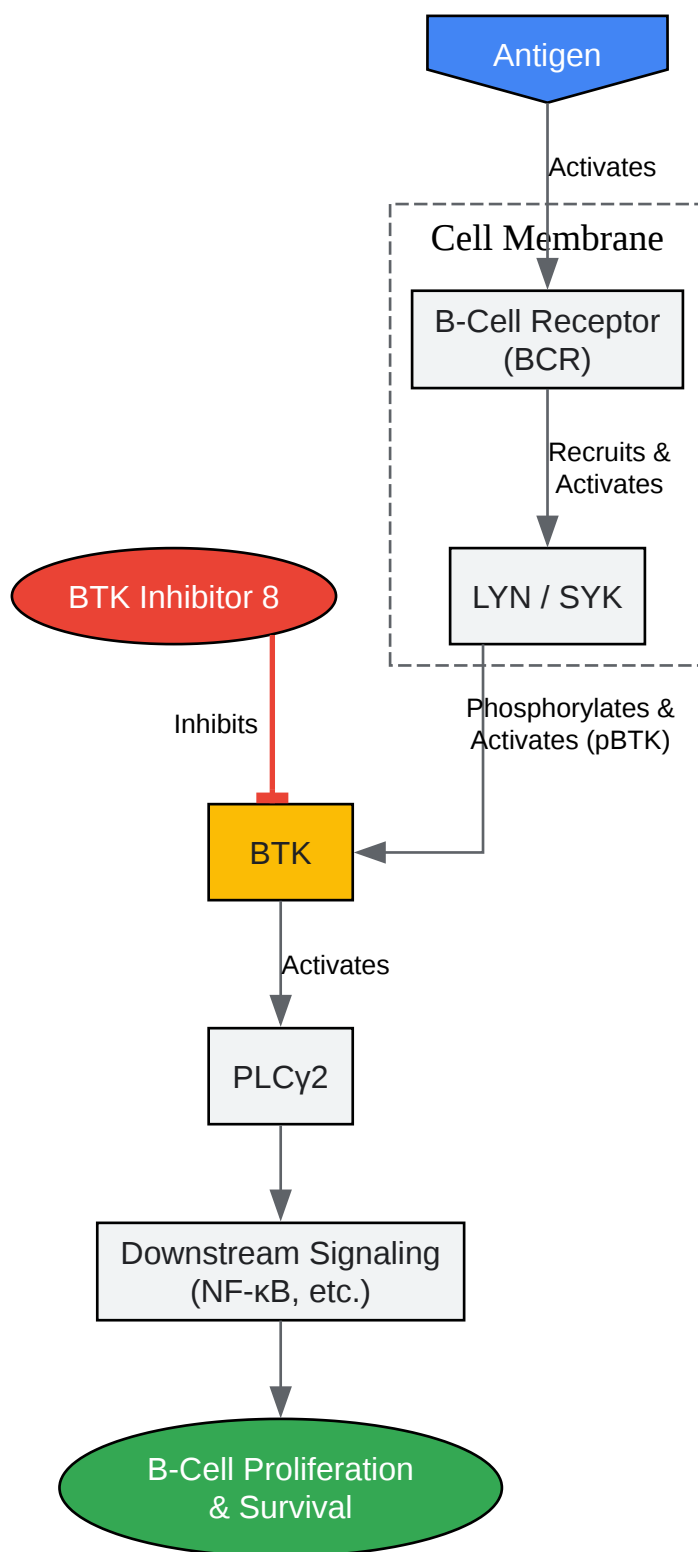 Antigen
Activates
Cell Membrane
B-Cell Receptor
(BCR)
Recruits &
Activates
LYN / SYK
BTK Inhibitor 8
Phosphorylates &
Activates (pBTK)
Inhibits
BTK
Activates
PLCγ2
Downstream Signaling
(NF-κB, etc.)
B-Cell Proliferation
& Survival